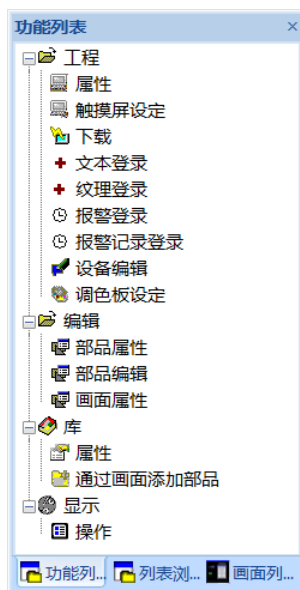 功能列表
工程
属性
触摸屏设定
下载
文本登录
纹理登录
报警登录
报警记录登录
设备编辑
调色板设定
编辑
部品属性
部品编辑
画面属性
库
属性
通过画面添加部品
显示
操作
功能列... 列表浏... 画面列...